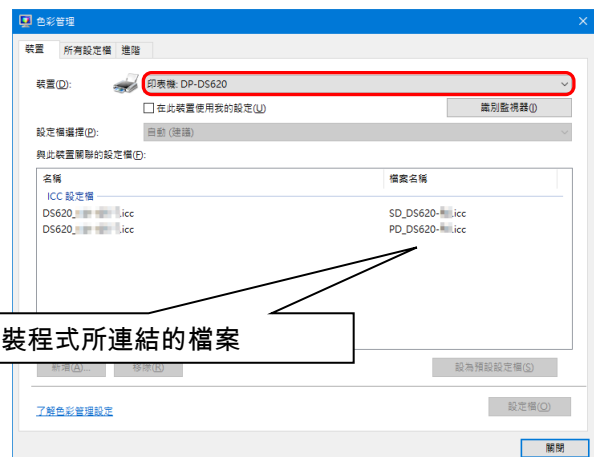 色彩管理
裝置 所有設定檔 進階
裝置(D): 印表機: DP-DS620
在此裝置使用我的設定(U) 識別監視器(I)
設定檔選擇(P): 自動 (建議)
與此裝置關聯的設定檔(F):
名稱 檔案名稱
ICC 設定檔
DS620_ .icc SD_DS620- .icc
DS620_ .icc PD_DS620- .icc
裝程式所連結的檔案
新增(A)... 移除(R) 設為預設設定檔(S)
了解色彩管理設定 設定檔(O)
關閉